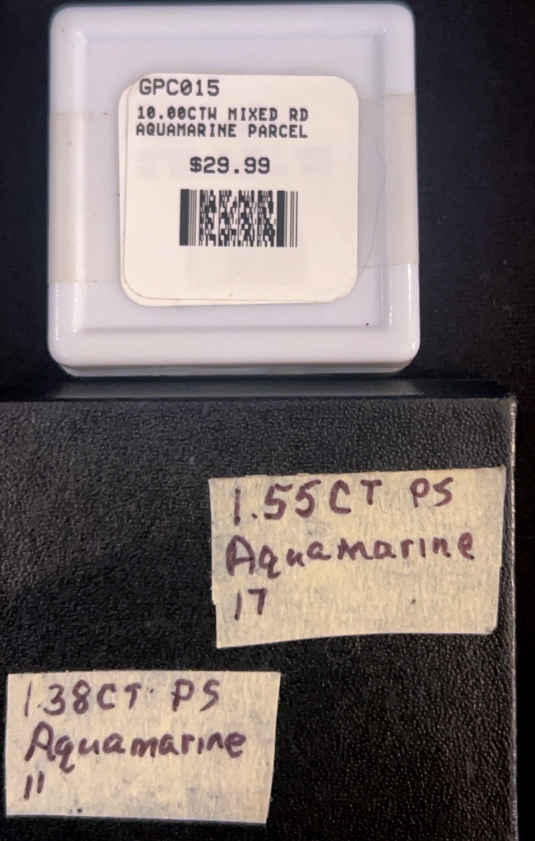 GPC015
10.00CTW MIXED RD
AQUAMARINE PARCEL
$29.99
1.55CT PS
Aquamarine
17
1.38CT PS
Aquamarine
11